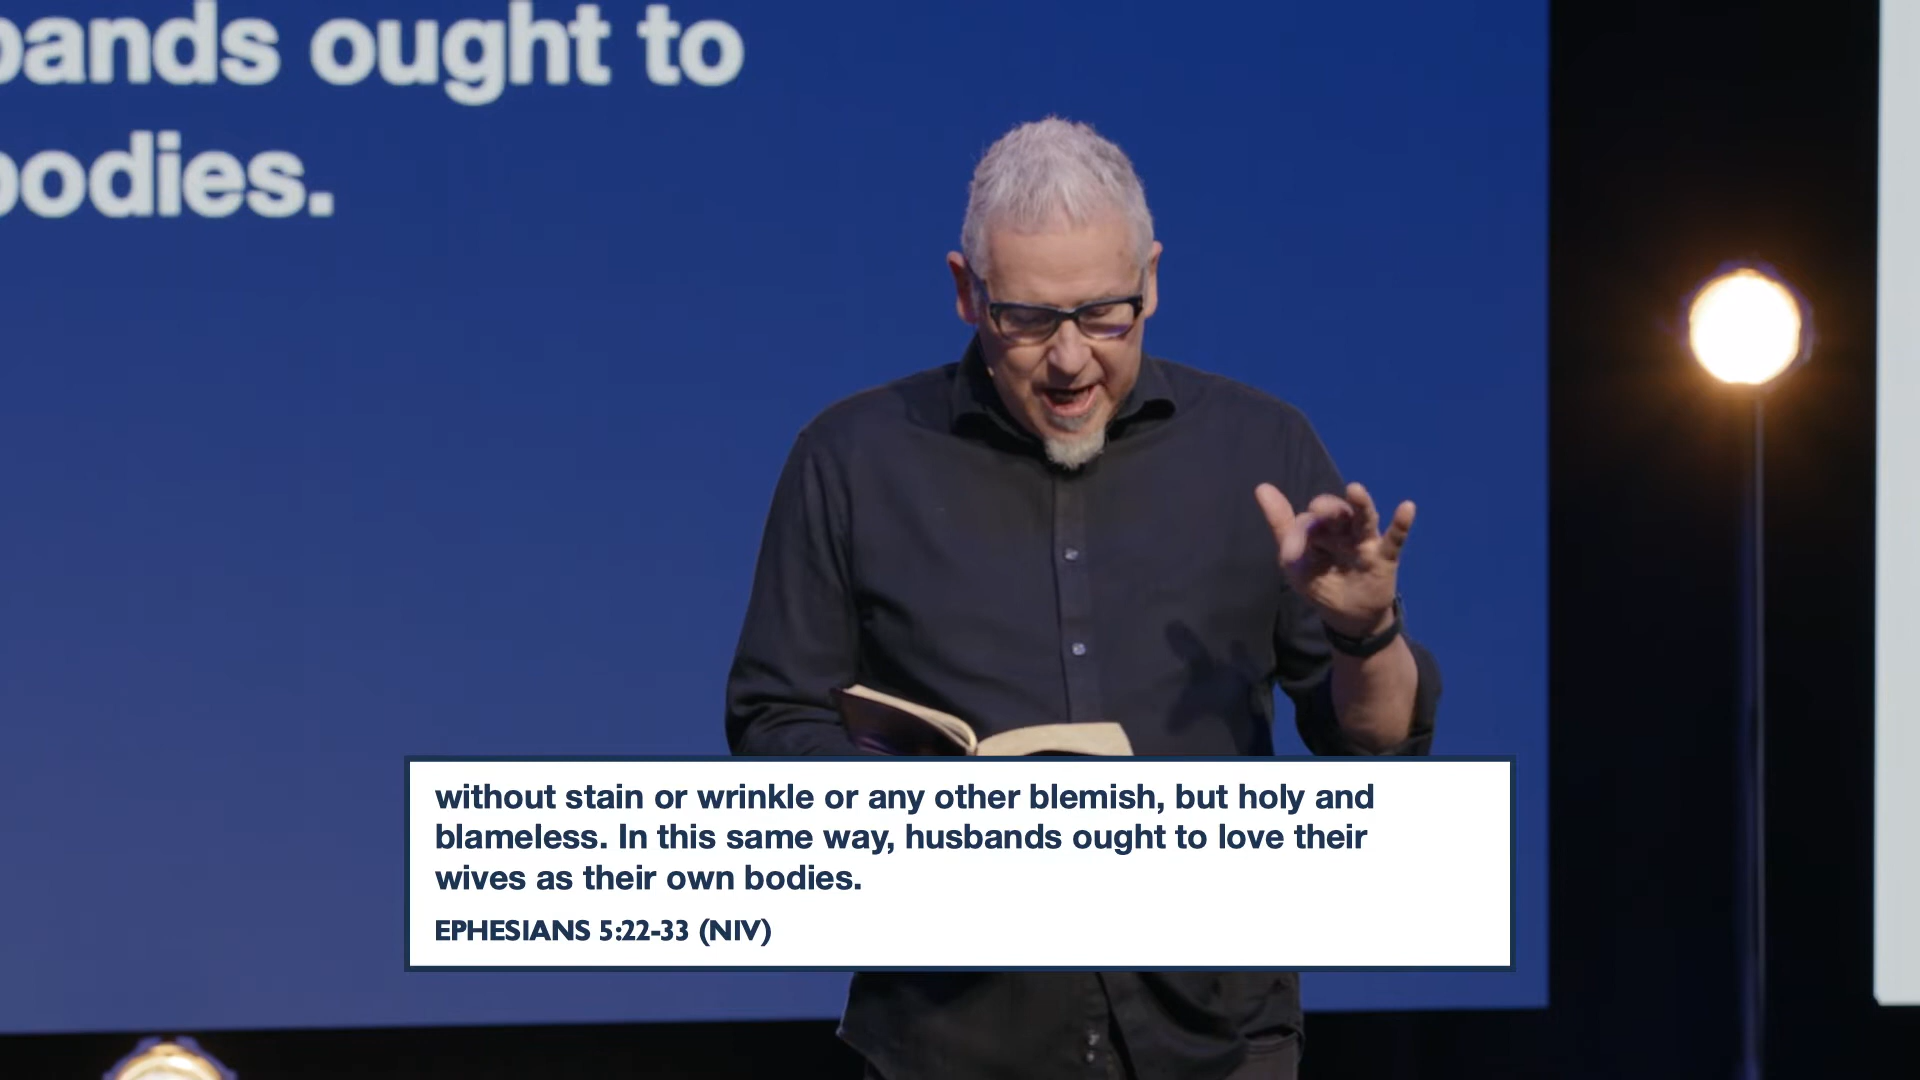 bands ought to
bodies.
without stain or wrinkle or any other blemish, but holy and
blameless. In this same way, husbands ought to love their
wives as their own bodies.
EPHESIANS 5:22-33 (NIV)